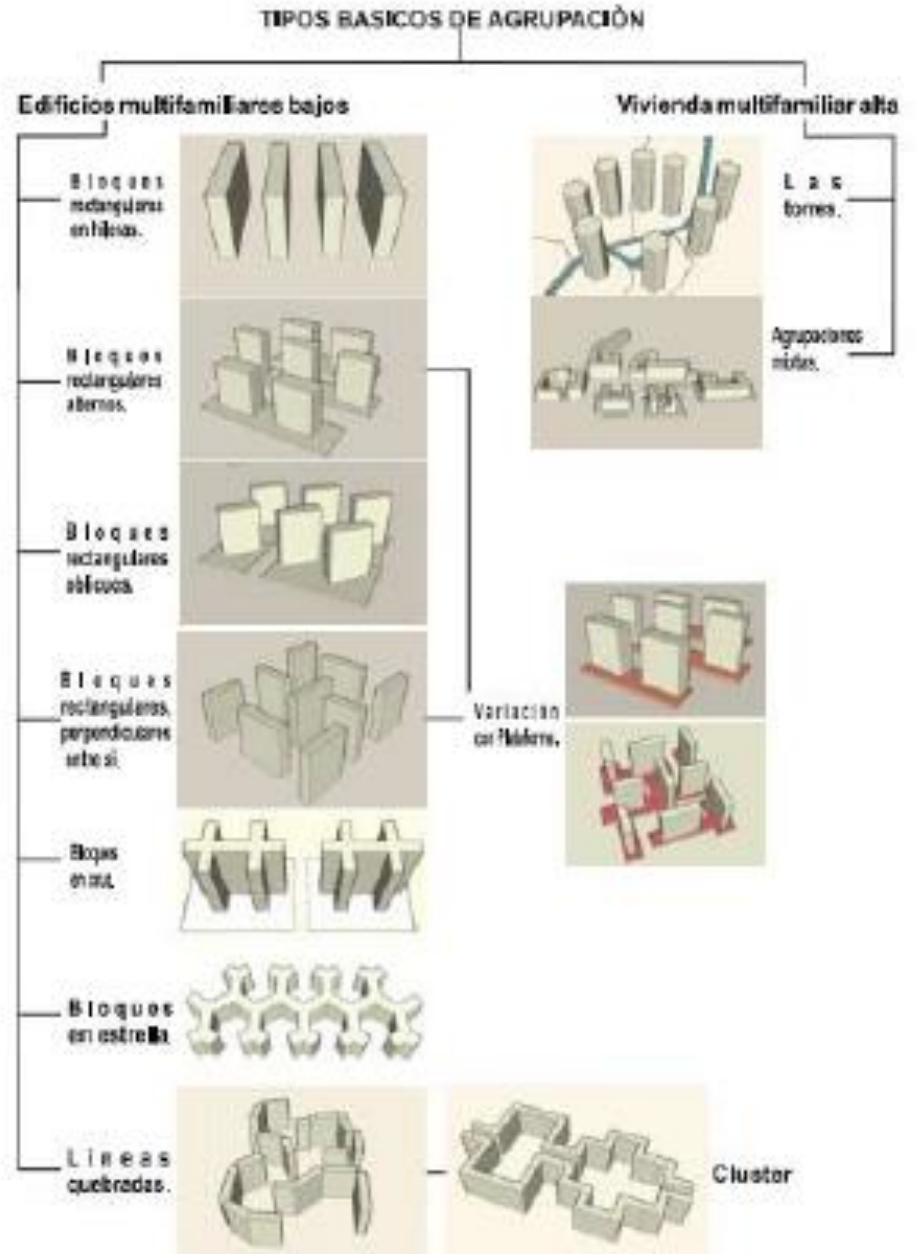 TIPOS BASICOS DE AGRUPACIÒN
Edificios multifamiliares bajos
Vivienda multifamiliar alta
Bloques
rectangulares
en hileras.
Las
torres.
Bloques
rectangulares
alternos.
Agrupaciones
mixtas.
Bloques
rectangulares
oblicuos.
Bloques
rectangulares,
perpendiculares
entre si.
Variación
con Plataforma.
Bloques
en cruz.
Bloques
en estrella.
Lineas
quebradas.
Cluster